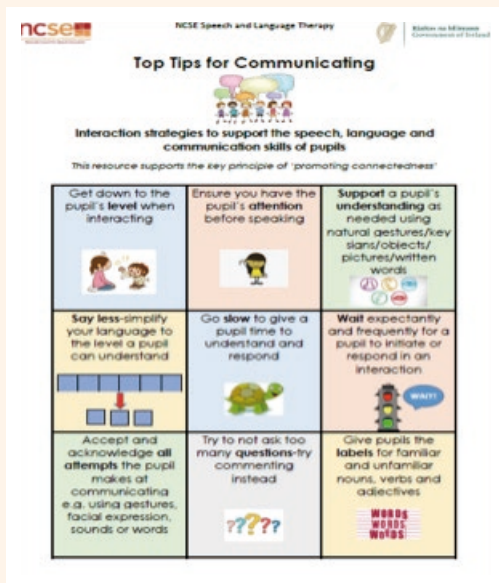 ncse
NCSE Speech and Language Therapy
Rialtas na hÉireann
Government of Ireland
Top Tips for Communicating
Interaction strategies to support the speech, language and
communication skills of pupils
This resource supports the key principle of 'promoting connectedness'
Get down to the
pupil's level when
interacting
Ensure you have the
pupil's attention
before speaking
Support a pupil's
understanding as
needed using
natural gestures/key
signs/objects/
pictures/written
words
Say less-simplify
your language to
the level a pupil
can understand
Go slow to give a
pupil time to
understand and
respond
Wait expectantly
and frequently for a
pupil to initiate or
respond in an
interaction
WAIT!
Accept and
acknowledge all
attempts the pupil
makes at
communicating
e.g. using gestures,
facial expression,
sounds or words
Try to not ask too
many questions-try
commenting
instead
?????
Give pupils the
labels for familiar
and unfamiliar
nouns, verbs and
adjectives
WORDS
WORDS,
WORDS